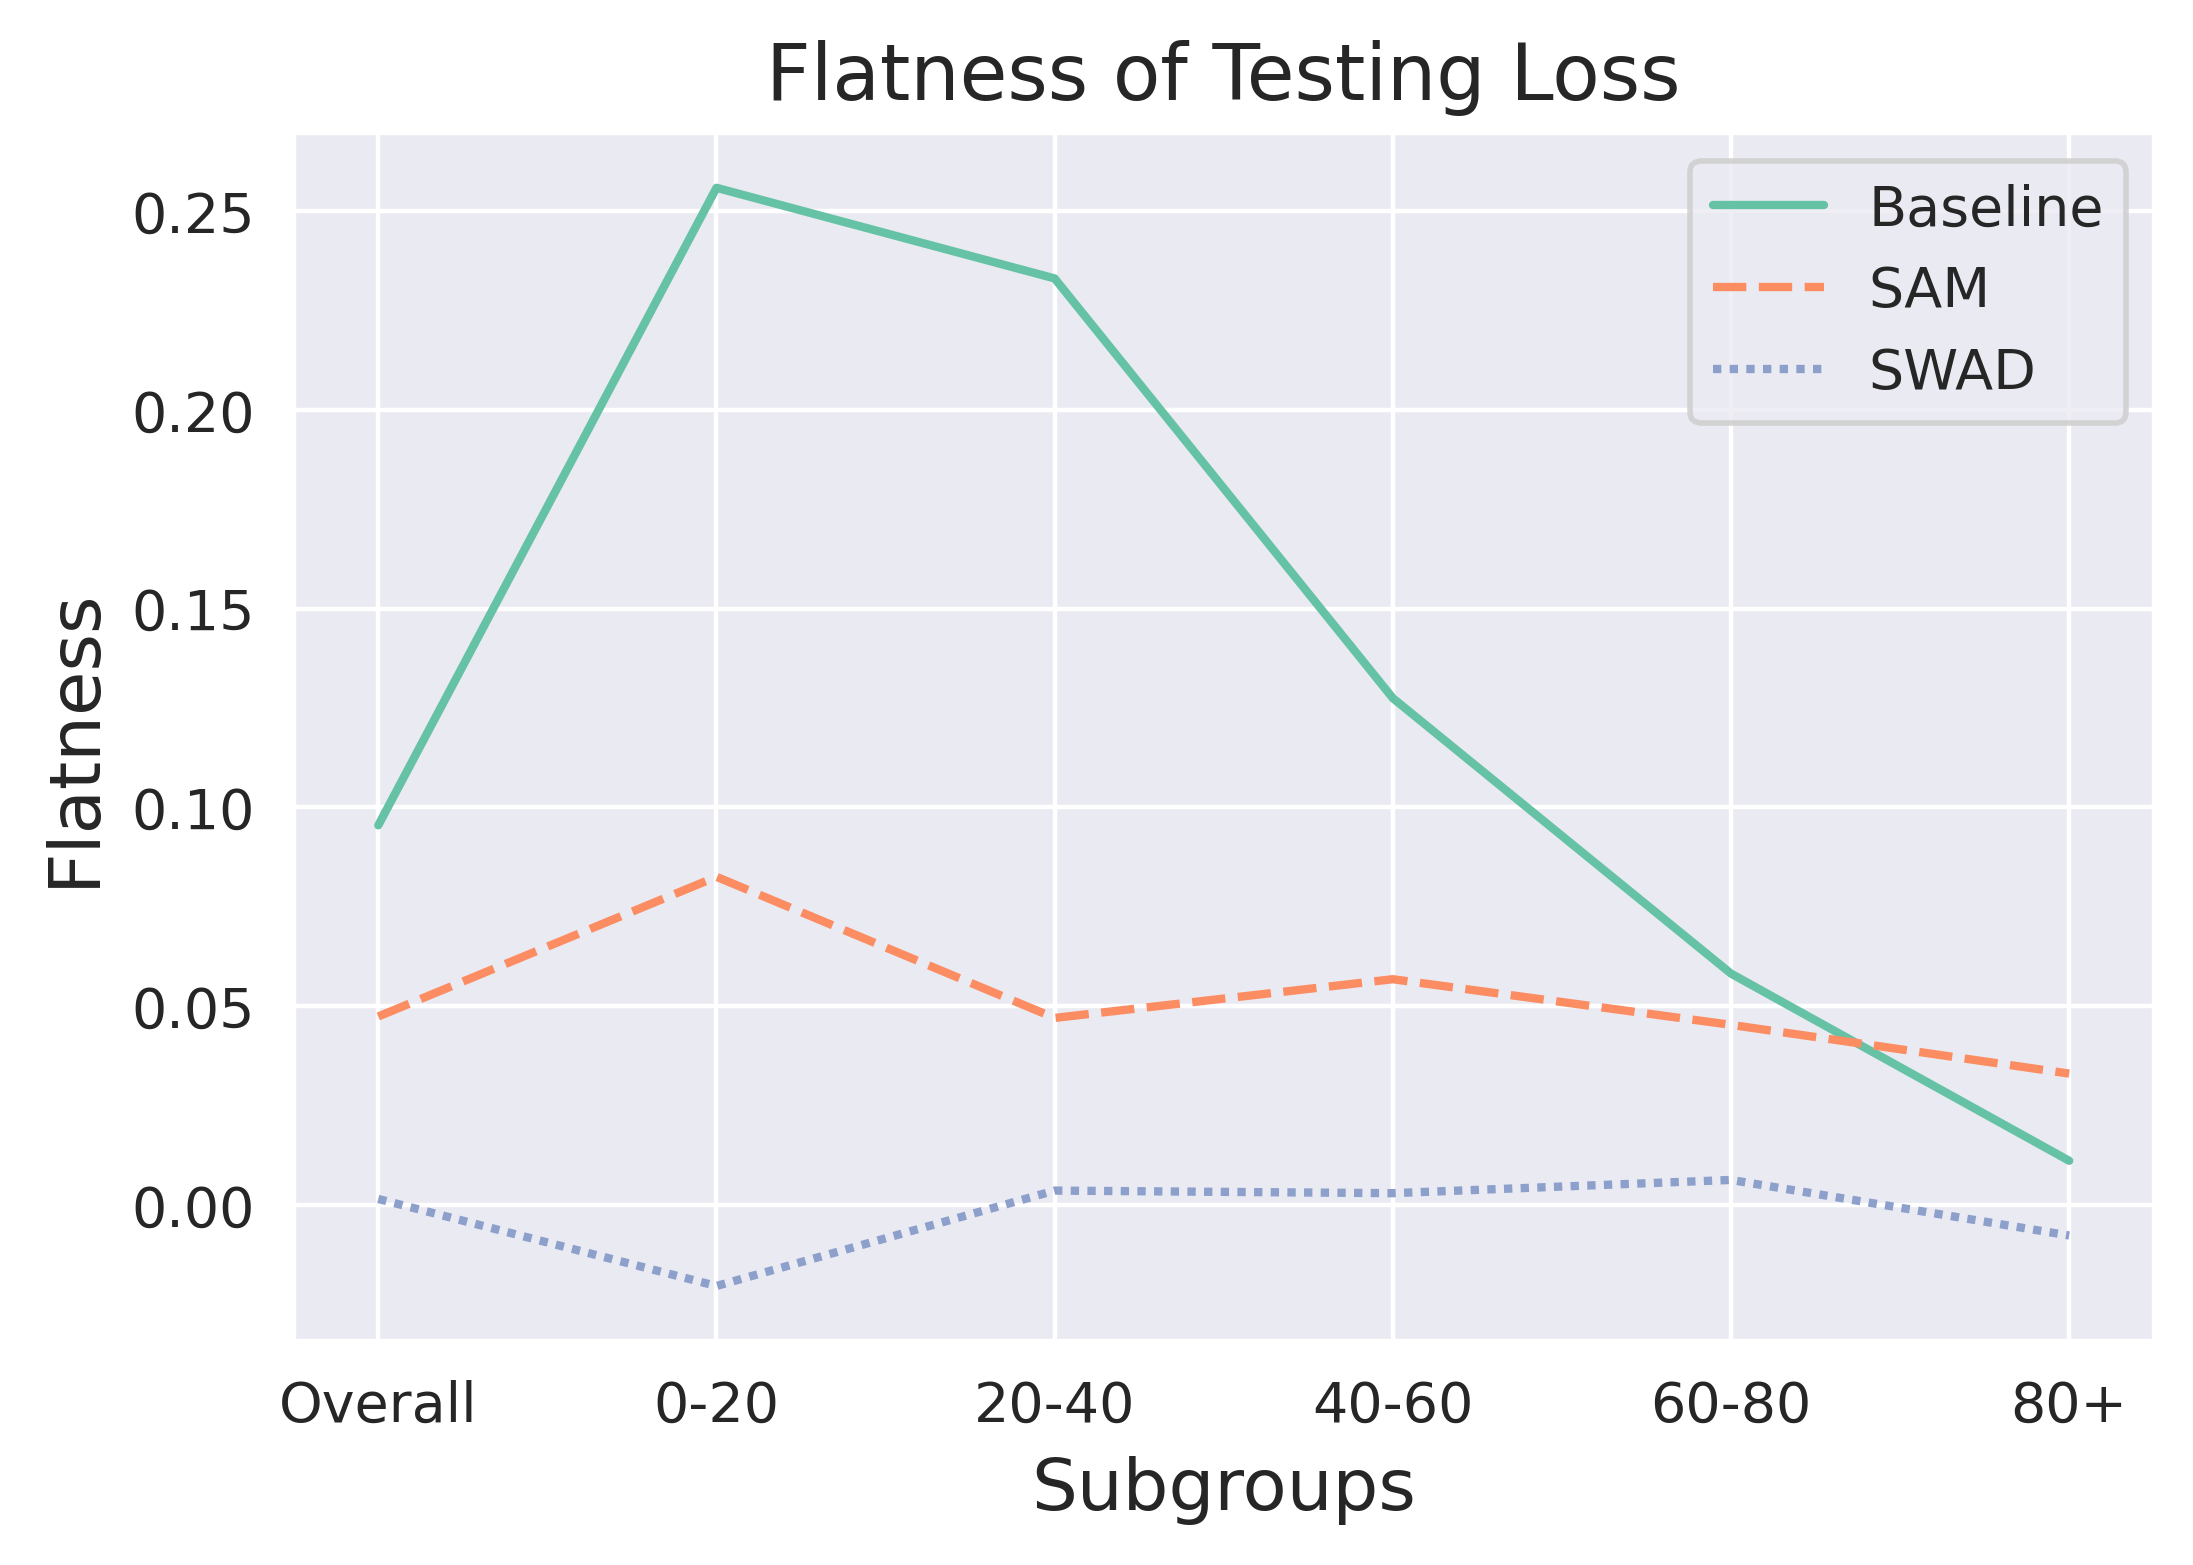 Flatness of Testing Loss
Baseline
SAM
SWAD
Flatness
0.25
0.20
0.15
0.10
0.05
0.00
Overall 0-20 20-40 40-60 60-80 80+
Subgroups